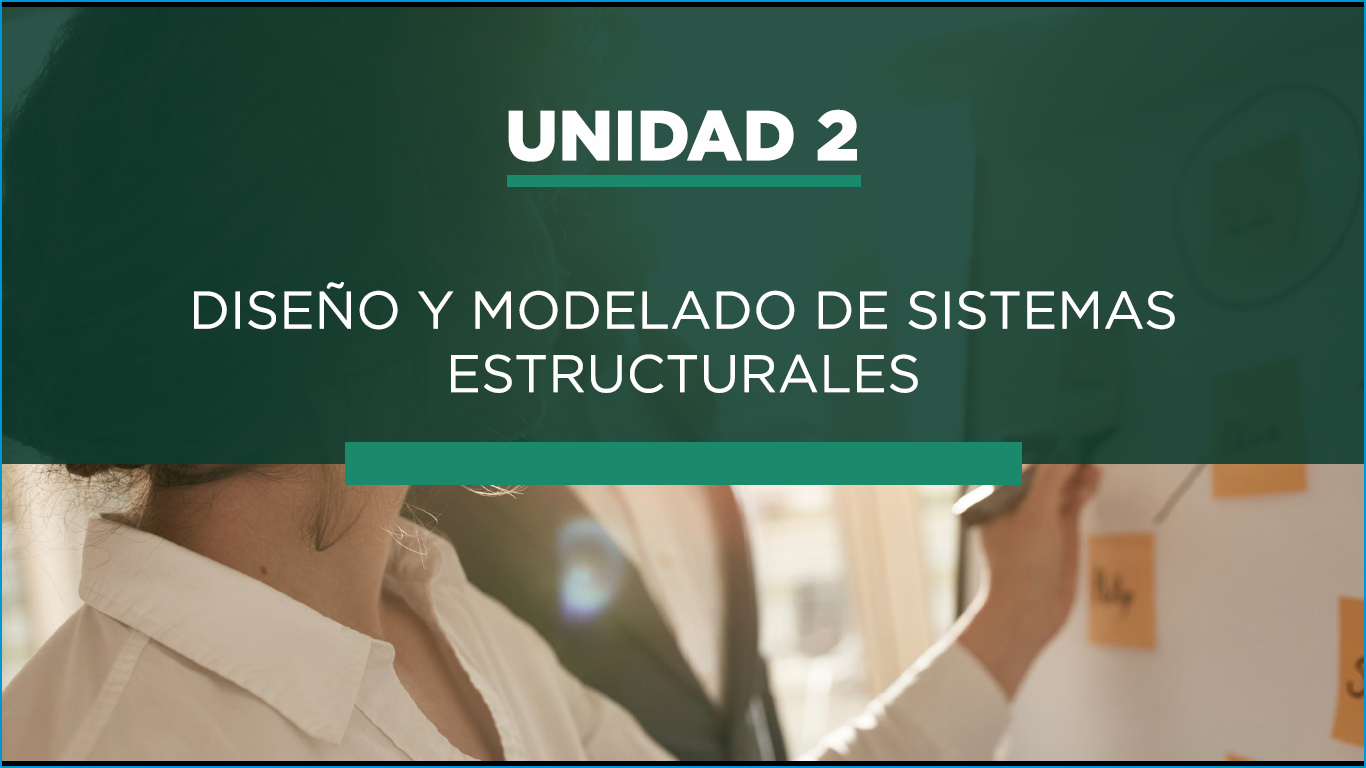 UNIDAD 2
DISEÑO Y MODELADO DE SISTEMAS
ESTRUCTURALES